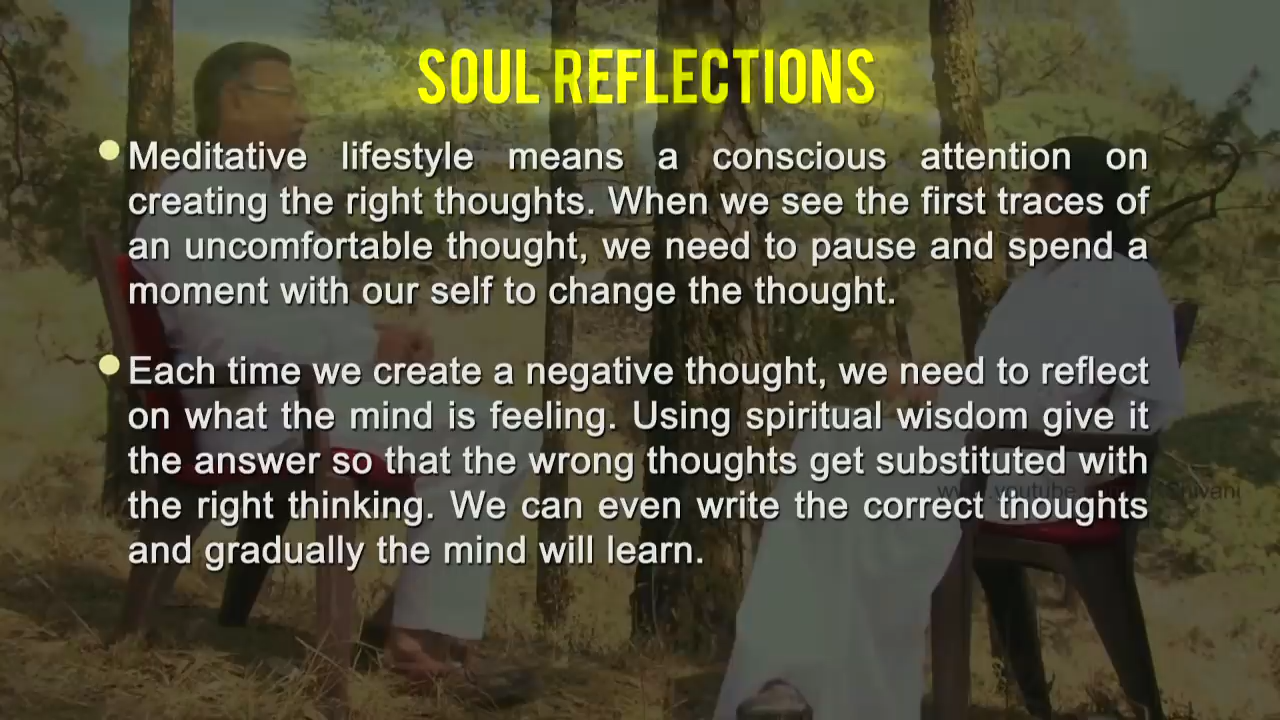 SOUL REFLECTIONS
Meditative lifestyle means a conscious attention on
creating the right thoughts. When we see the first traces of
an uncomfortable thought, we need to pause and spend a
moment with our self to change the thought.
Each time we create a negative thought, we need to reflect
on what the mind is feeling. Using spiritual wisdom give it
the answer so that the wrong thoughts get substituted with
the right thinking. We can even write the correct thoughts
and gradually the mind will learn.